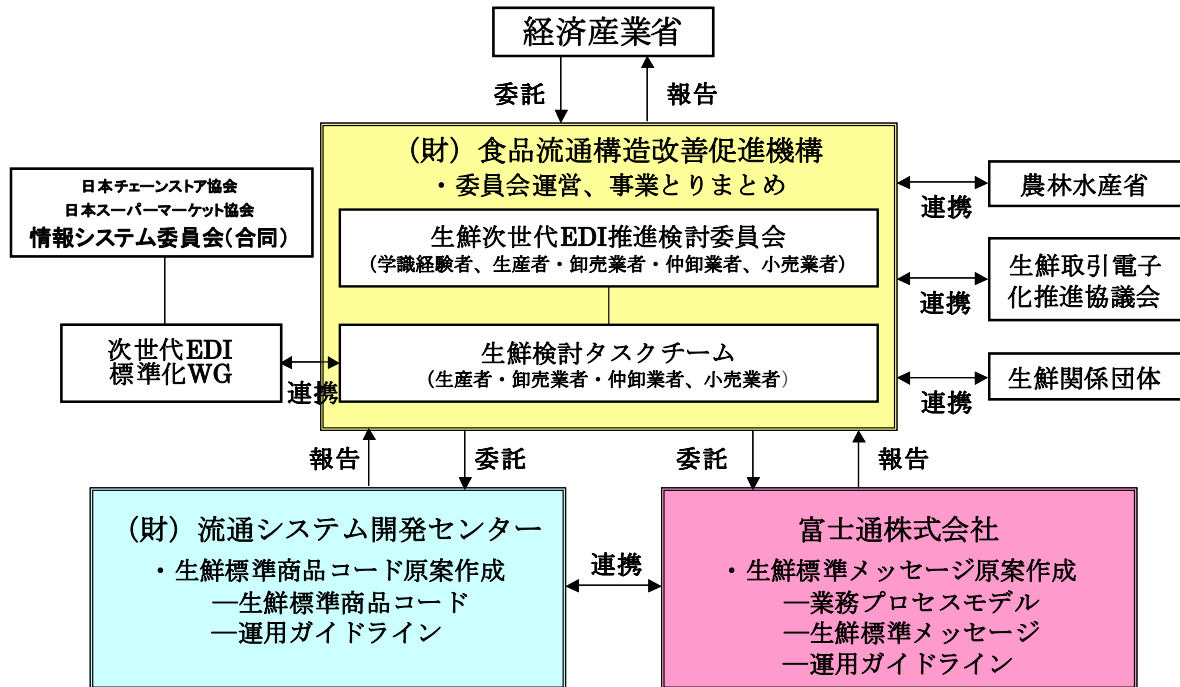 経済産業省
委託
報告
(財)食品流通構造改善促進機構
・委員会運営、事業とりまとめ
生鮮次世代EDI推進検討委員会
(学識経験者、生産者・卸売業者・仲卸業者、小売業者)
生鮮検討タスクチーム
(生産者・卸売業者・仲卸業者、小売業者)
日本チェーンストア協会
日本スーパーマーケット協会
情報システム委員会(合同)
次世代EDI
標準化WG
連携
連携
農林水産省
連携
生鮮取引電子
化推進協議会
連携
生鮮関係団体
報告
委託
委託
報告
(財)流通システム開発センター
・生鮮標準商品コード原案作成
―生鮮標準商品コード
―運用ガイドライン
連携
富士通株式会社
・生鮮標準メッセージ原案作成
―業務プロセスモデル
―生鮮標準メッセージ
―運用ガイドライン